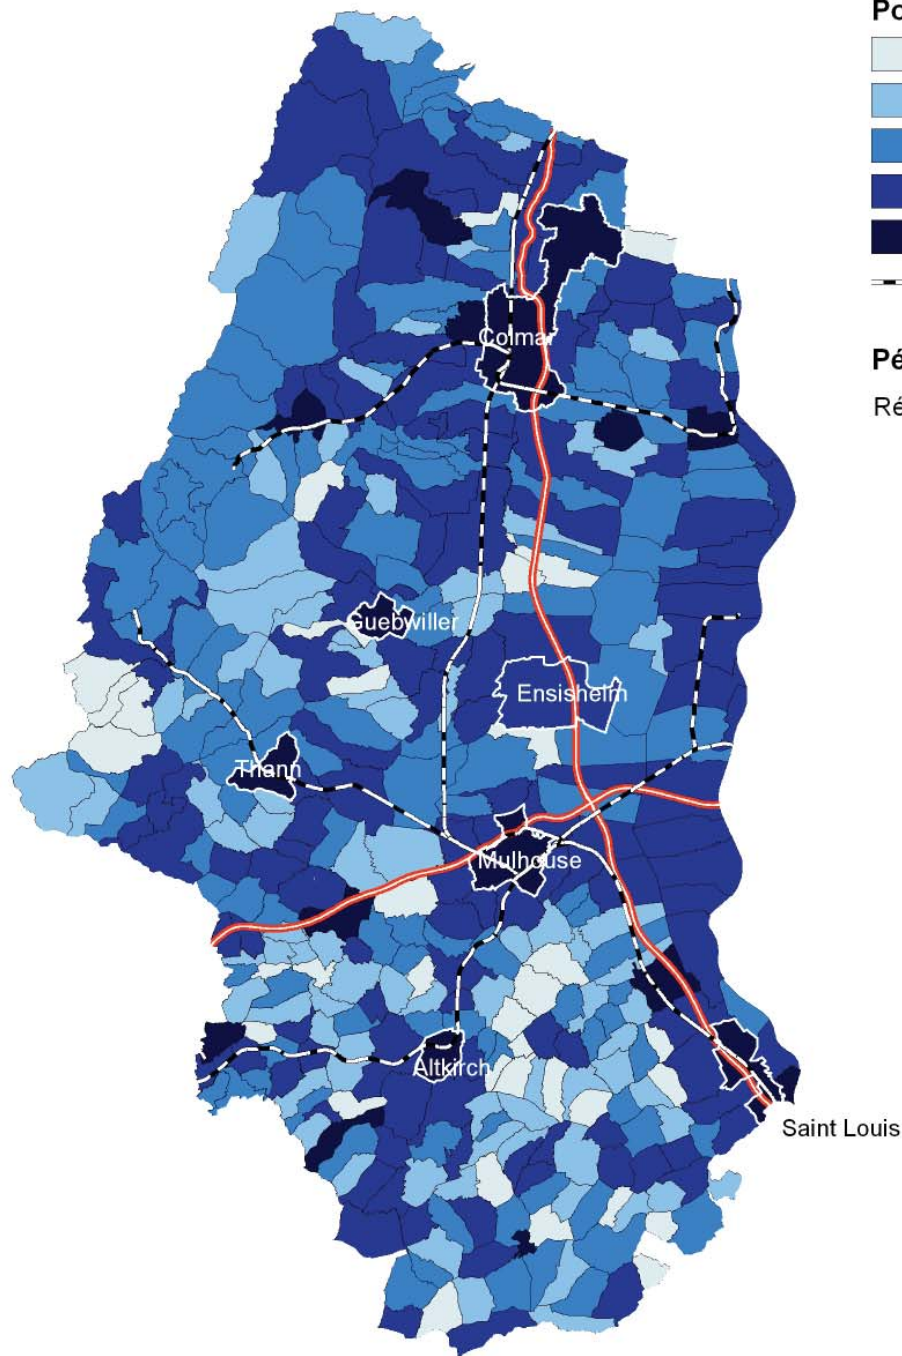 Po
Colmar
Pé
Ré
Guebwiller
Ensisheim
Thann
Mulhouse
Altkirch
Saint Louis